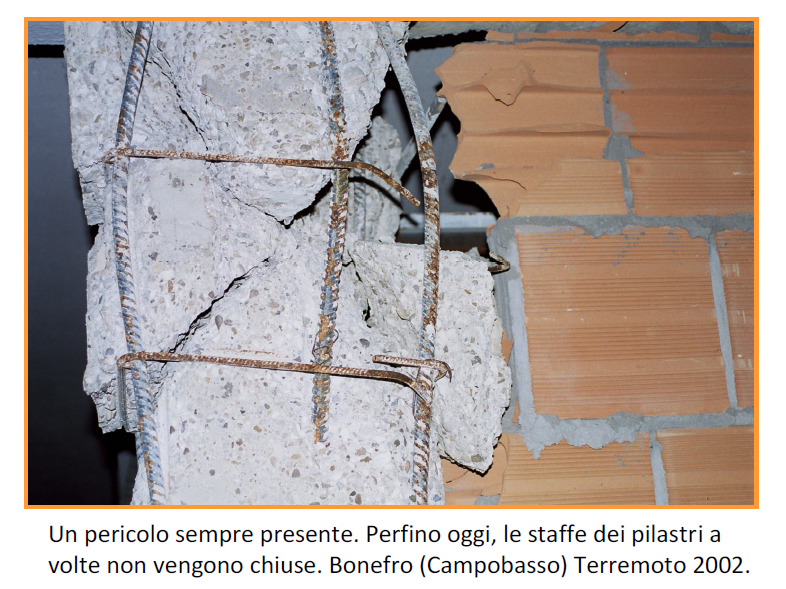 Un pericolo sempre presente. Perfino oggi, le staffe dei pilastri a
volte non vengono chiuse. Bonefro (Campobasso) Terremoto 2002.